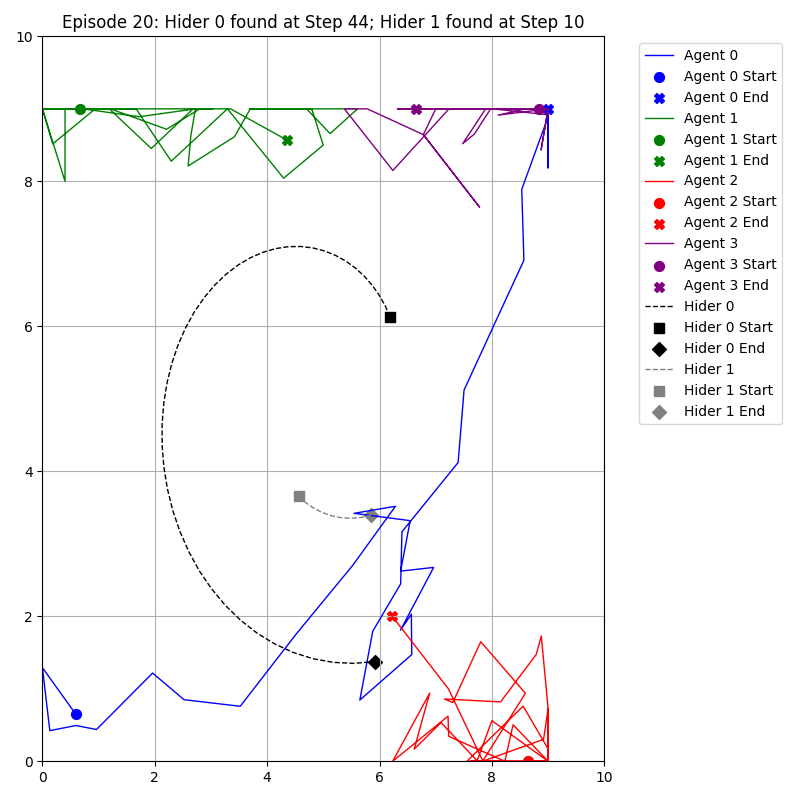 Episode 20: Hider 0 found at Step 44; Hider 1 found at Step 10
10
8
6
4
2
0
0
2
4
6
8
10
Agent 0
Agent 0 Start
Agent 0 End
Agent 1
Agent 1 Start
Agent 1 End
Agent 2
Agent 2 Start
Agent 2 End
Agent 3
Agent 3 Start
Agent 3 End
Hider 0
Hider 0 Start
Hider 0 End
Hider 1
Hider 1 Start
Hider 1 End